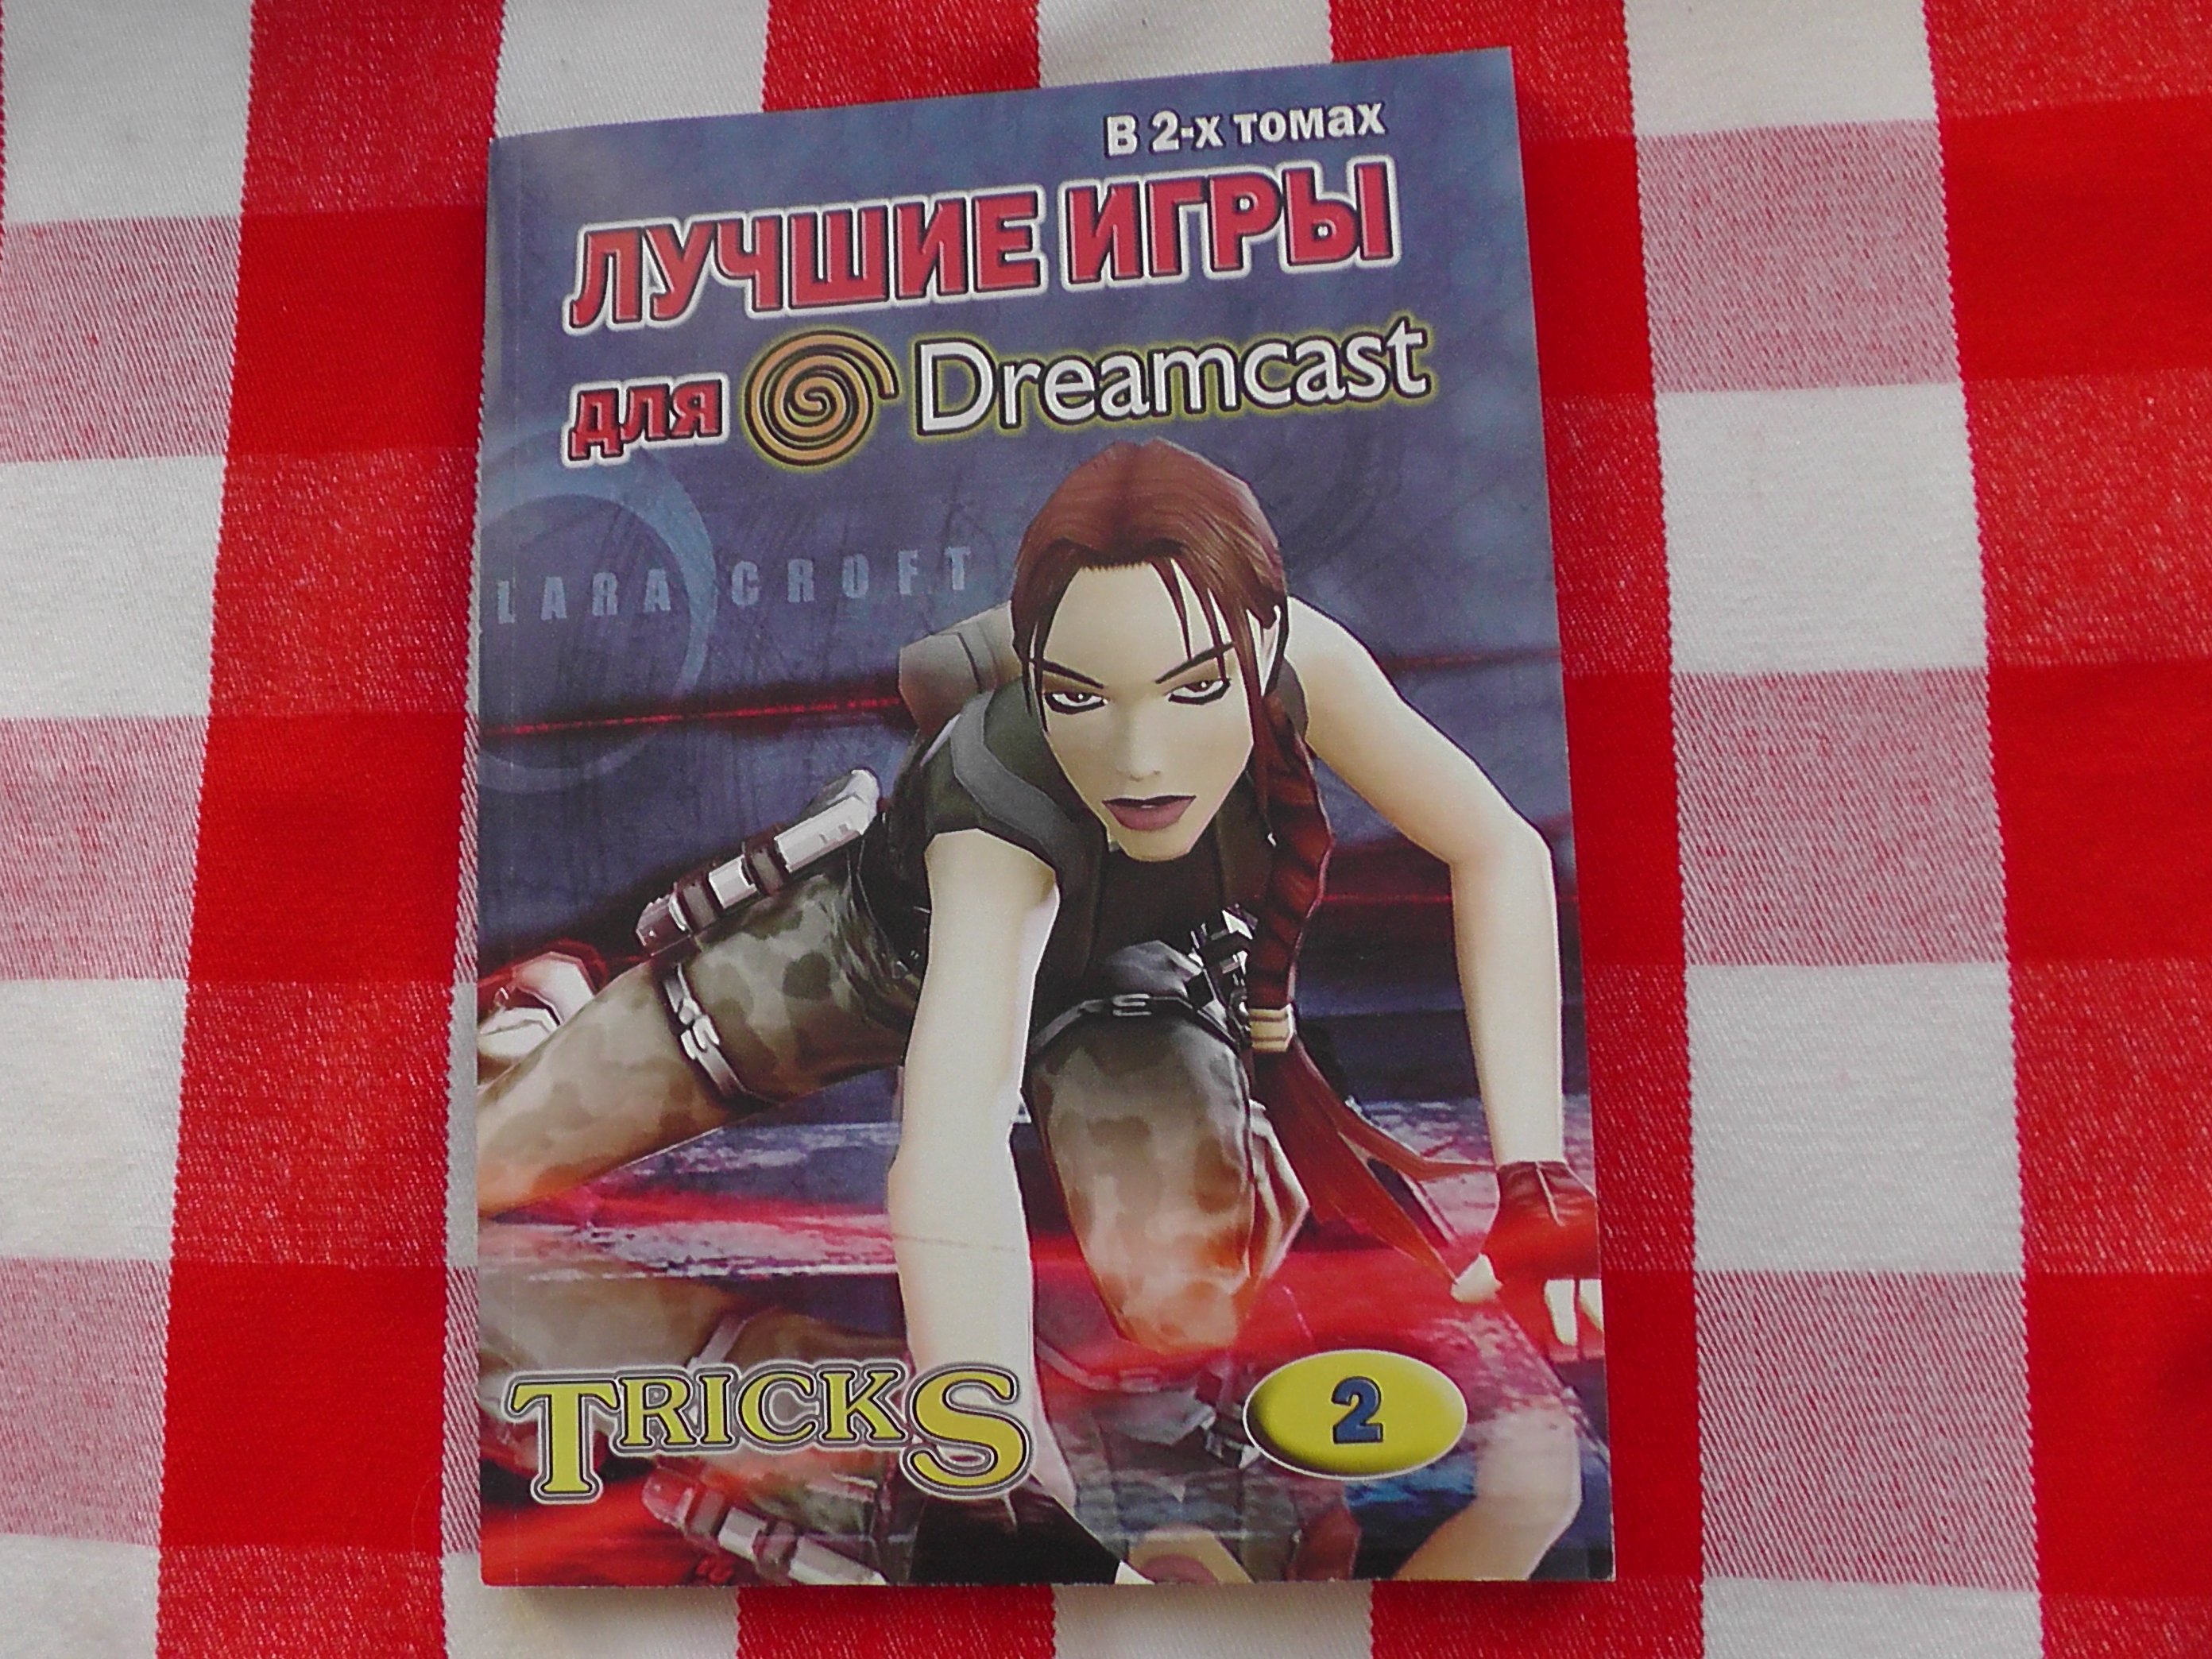 В 2-х томах
ЛУЧШИЕ ИГРЫ
для Dreamcast
LARA CROFT
TRICKS
2